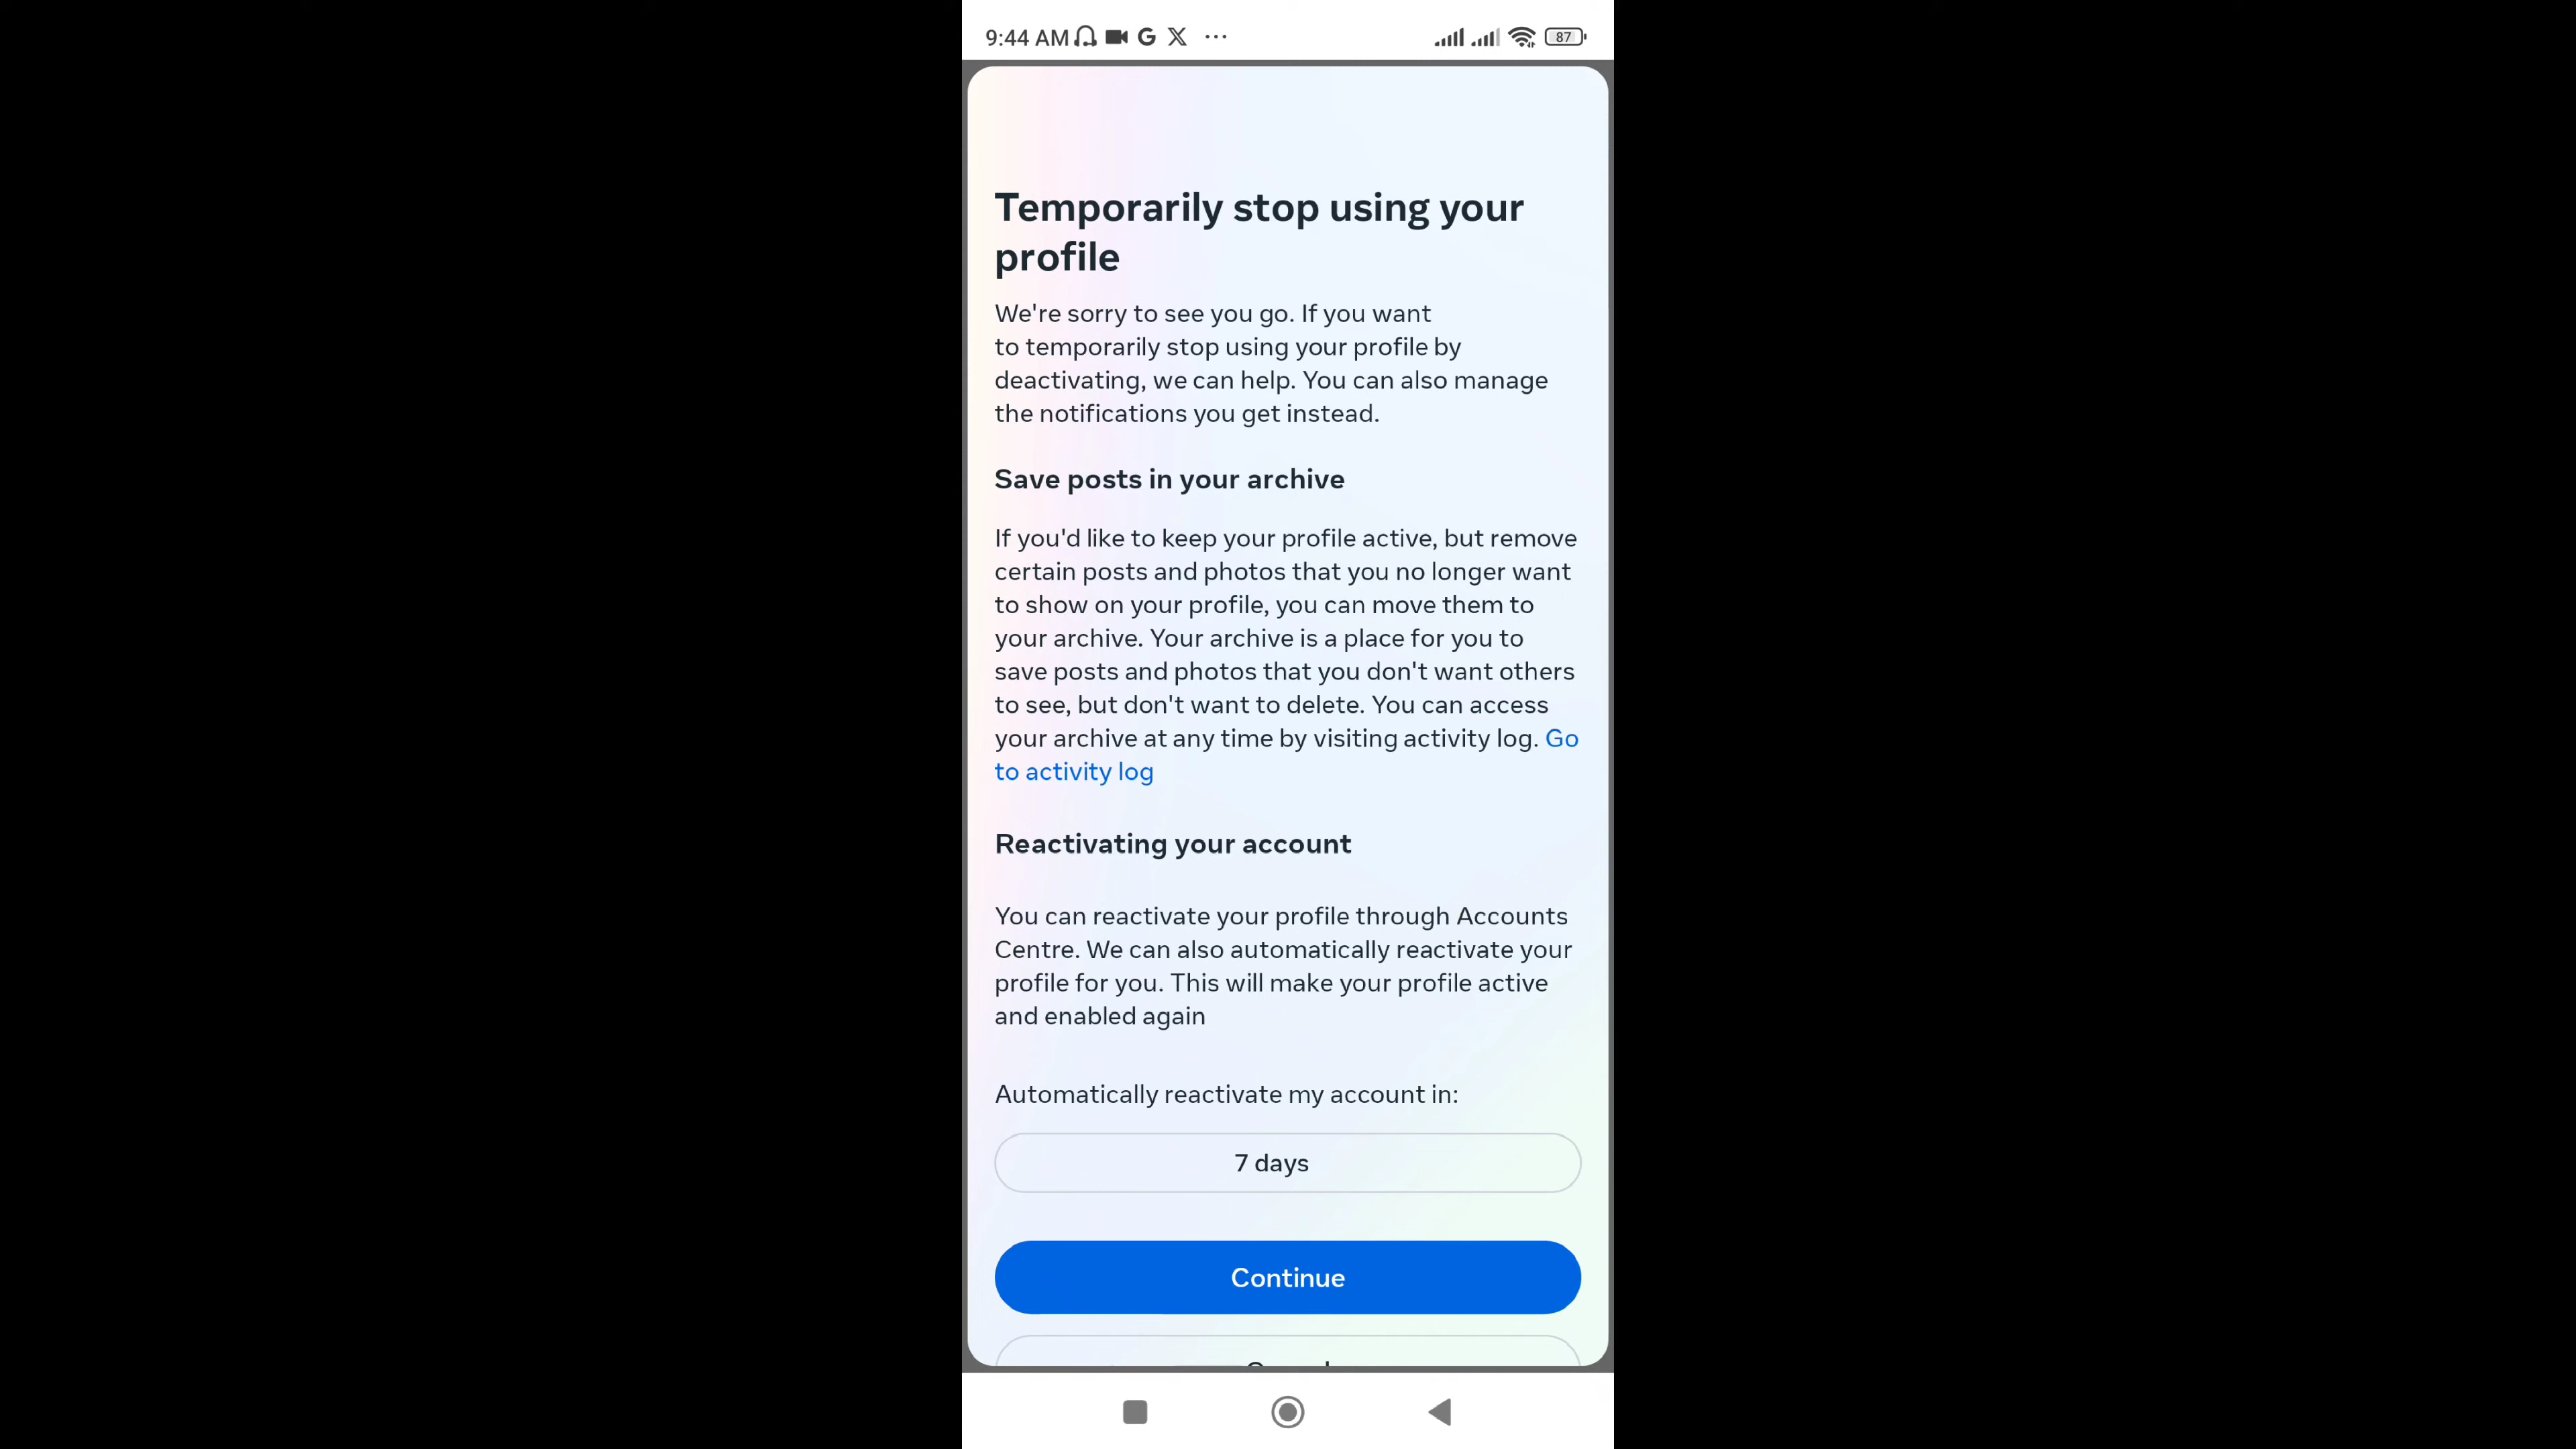 9:44 AM G X ... 87
Temporarily stop using your
profile
We're sorry to see you go. If you want
to temporarily stop using your profile by
deactivating, we can help. You can also manage
the notifications you get instead.
Save posts in your archive
If you'd like to keep your profile active, but remove
certain posts and photos that you no longer want
to show on your profile, you can move them to
your archive. Your archive is a place for you to
save posts and photos that you don't want others
to see, but don't want to delete. You can access
your archive at any time by visiting activity log. Go
to activity log
Reactivating your account
You can reactivate your profile through Accounts
Centre. We can also automatically reactivate your
profile for you. This will make your profile active
and enabled again
Automatically reactivate my account in:
7 days
Continue